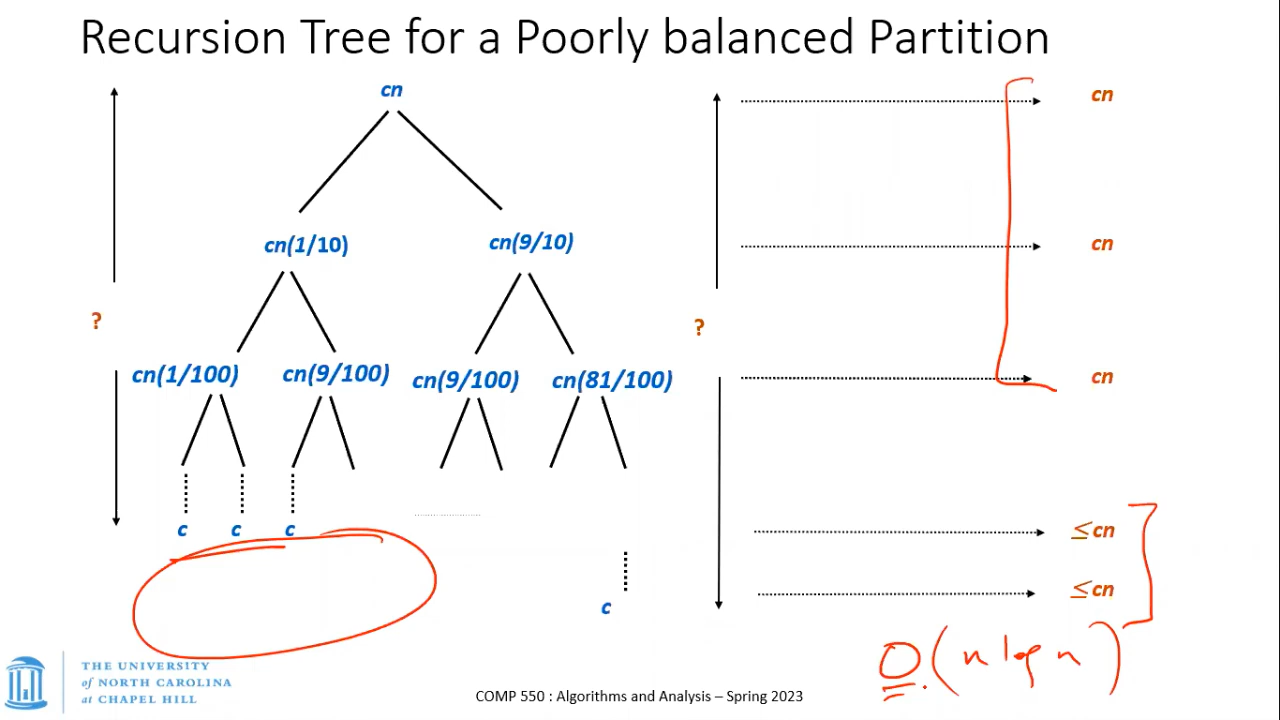 Recursion Tree for a Poorly balanced Partition
cn
cn
cn(1/10)
cn(9/10)
cn
?
?
cn(1/100)
cn(9/100)
cn(9/100)
cn(81/100)
cn
c
c
c
≤cn
c
≤cn
O(n log n)
THE UNIVERSITY
of NORTH CAROLINA
at CHAPEL HILL
COMP 550 : Algorithms and Analysis – Spring 2023